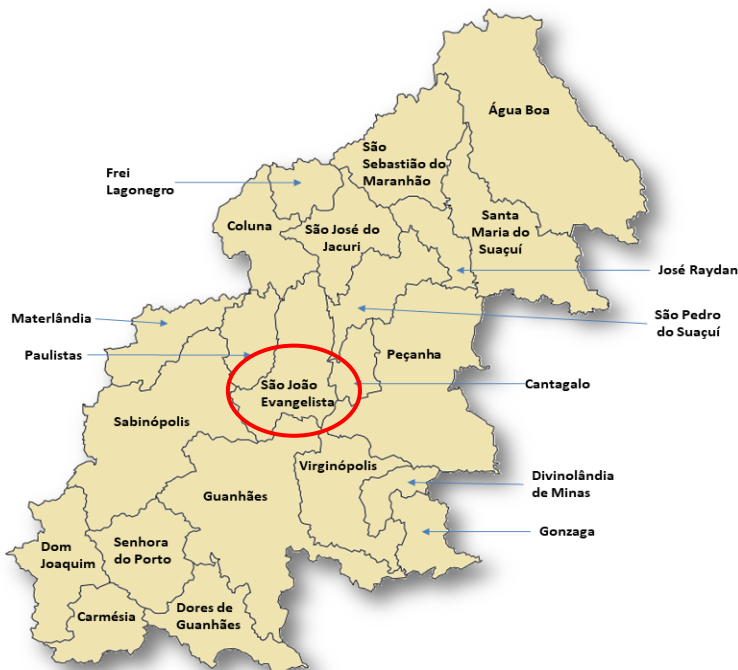 Água Boa
São
Sebastião do
Maranhão
Frei
Lagonegro
Coluna
São José do
Jacuri
Santa
Maria do
Suaçuí
José Raydan
Materlândia
São Pedro
do Suaçuí
Paulistas
Peçanha
São João
Evangelista
Cantagalo
Sabinópolis
Virginópolis
Divinolândia
de Minas
Guanhães
Gonzaga
Dom
Joaquim
Senhora
do Porto
Carmésia
Dores de
Guanhães